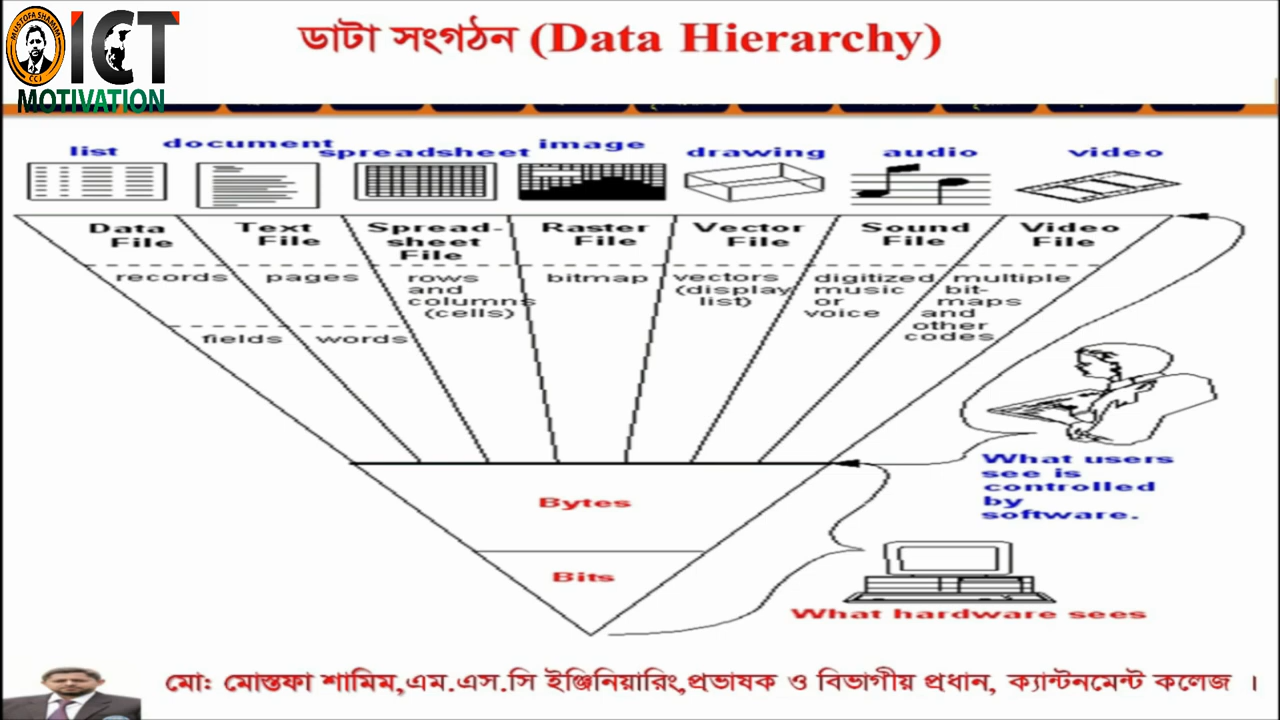 MUSTOFA SHAMIM
CCJ
ICT
MOTIVATION
ডাটা সংগঠন (Data Hierarchy)
list document spreadsheet image drawing audio video
Data File
Text File
Spread-sheet File
Raster File
Vector File
Sound File
Video File
records
pages
rows and columns (cells)
bitmap
vectors (display list)
digitized music or voice
multiple bit-maps and other codes
fields
words
What users
see is
controlled
by
software.
Bytes
Bits
What hardware sees
মো: মোস্তফা শামিম,এম.এস.সি ইঞ্জিনিয়ারিং,প্রভাষক ও বিভাগীয় প্রধান, ক্যান্টনমেন্ট কলেজ ।